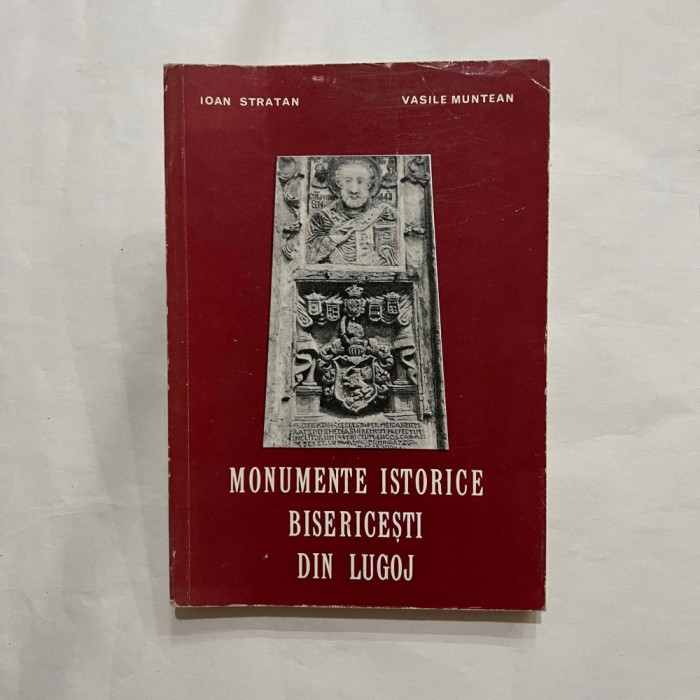 IOAN STRATAN
VASILE MUNTEAN
MONUMENTE ISTORICE
BISERICEȘTI
DIN LUGOJ